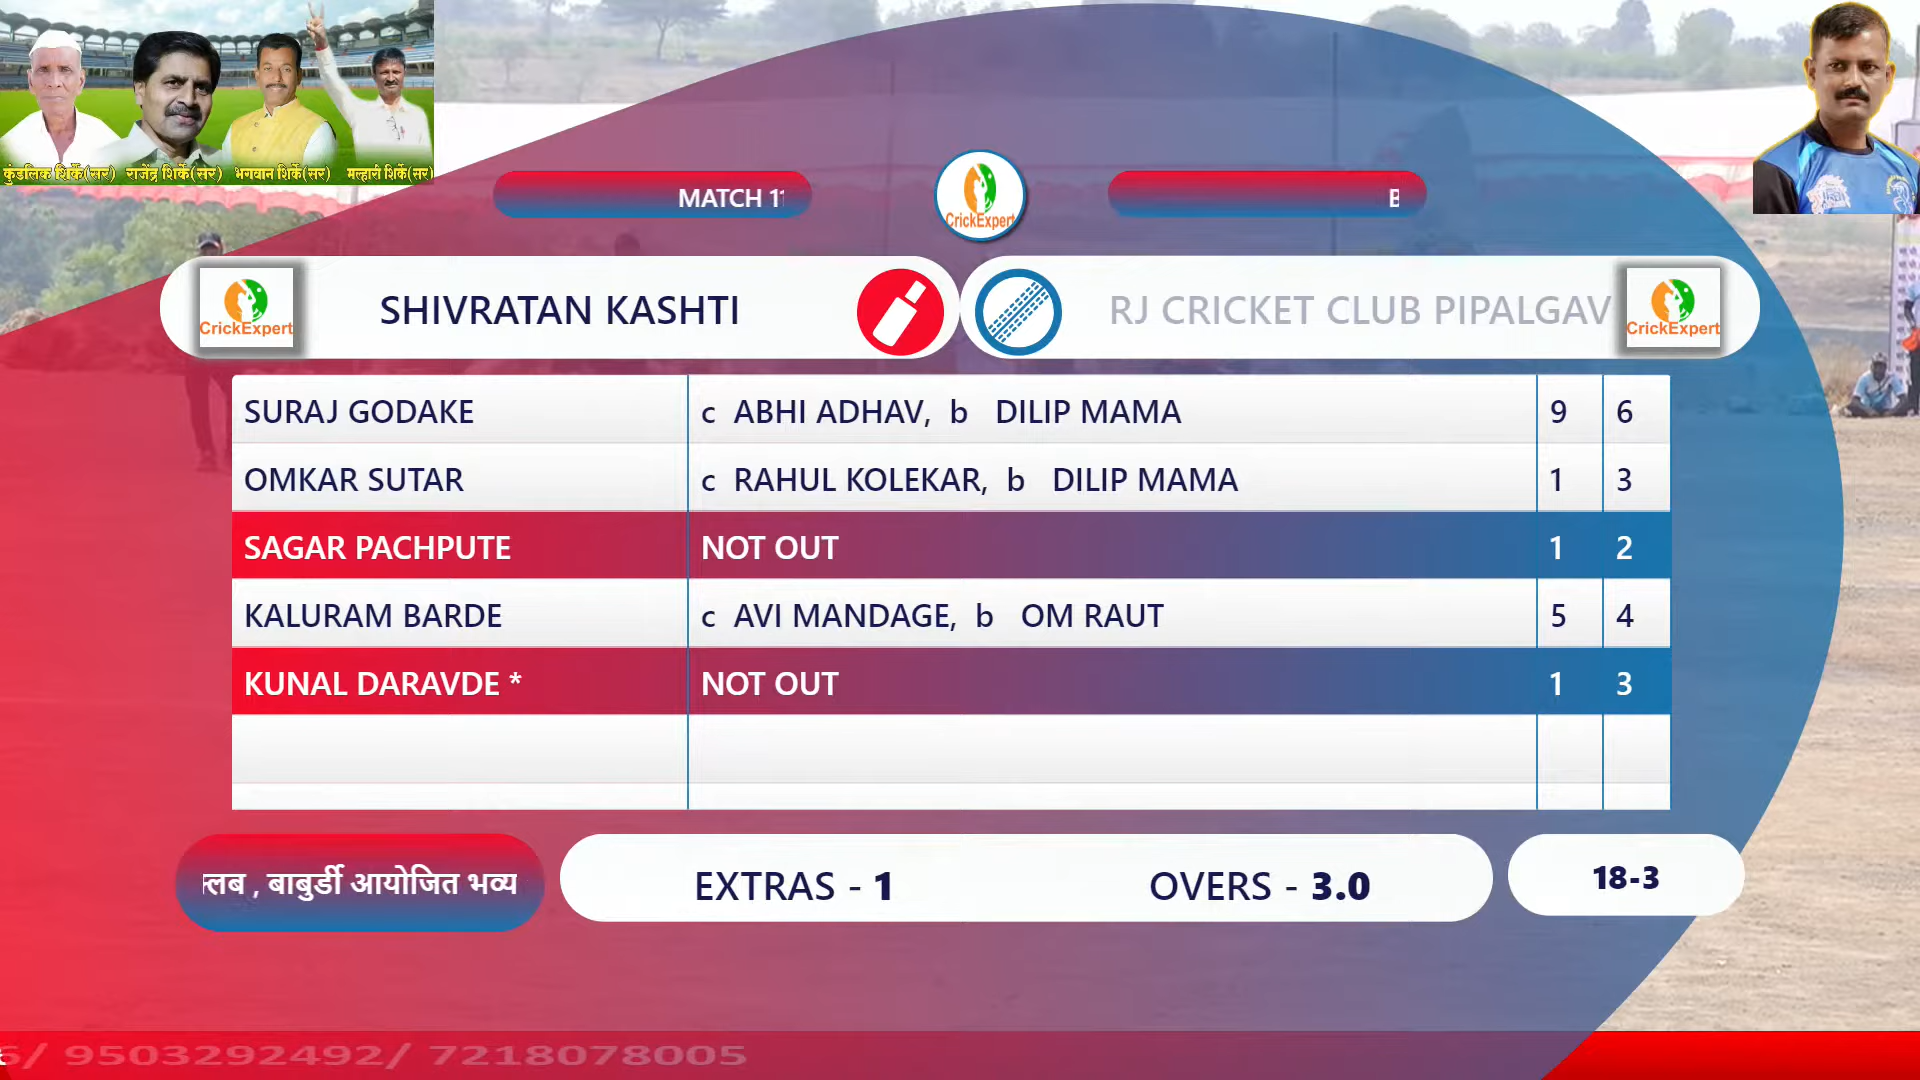 कुंडलिक शिर्के(सर) राजेंद्र शिर्के(सर) भगवान शिर्के(सर) मल्हारी शिर्के(सर)
MATCH 11
B
CrickExpert
CrickExpert
SHIVRATAN KASHTI
RJ CRICKET CLUB PIPALGAV
CrickExpert
SURAJ GODAKE c ABHI ADHAV, b DILIP MAMA 9 6
OMKAR SUTAR c RAHUL KOLEKAR, b DILIP MAMA 1 3
SAGAR PACHPUTE NOT OUT 1 2
KALURAM BARDE c AVI MANDAGE, b OM RAUT 5 4
KUNAL DARAVDE * NOT OUT 1 3
लब , बाबुर्डी आयोजित भव्य
EXTRAS - 1 OVERS - 3.0
18-3
/ 9503292492/ 7218078005